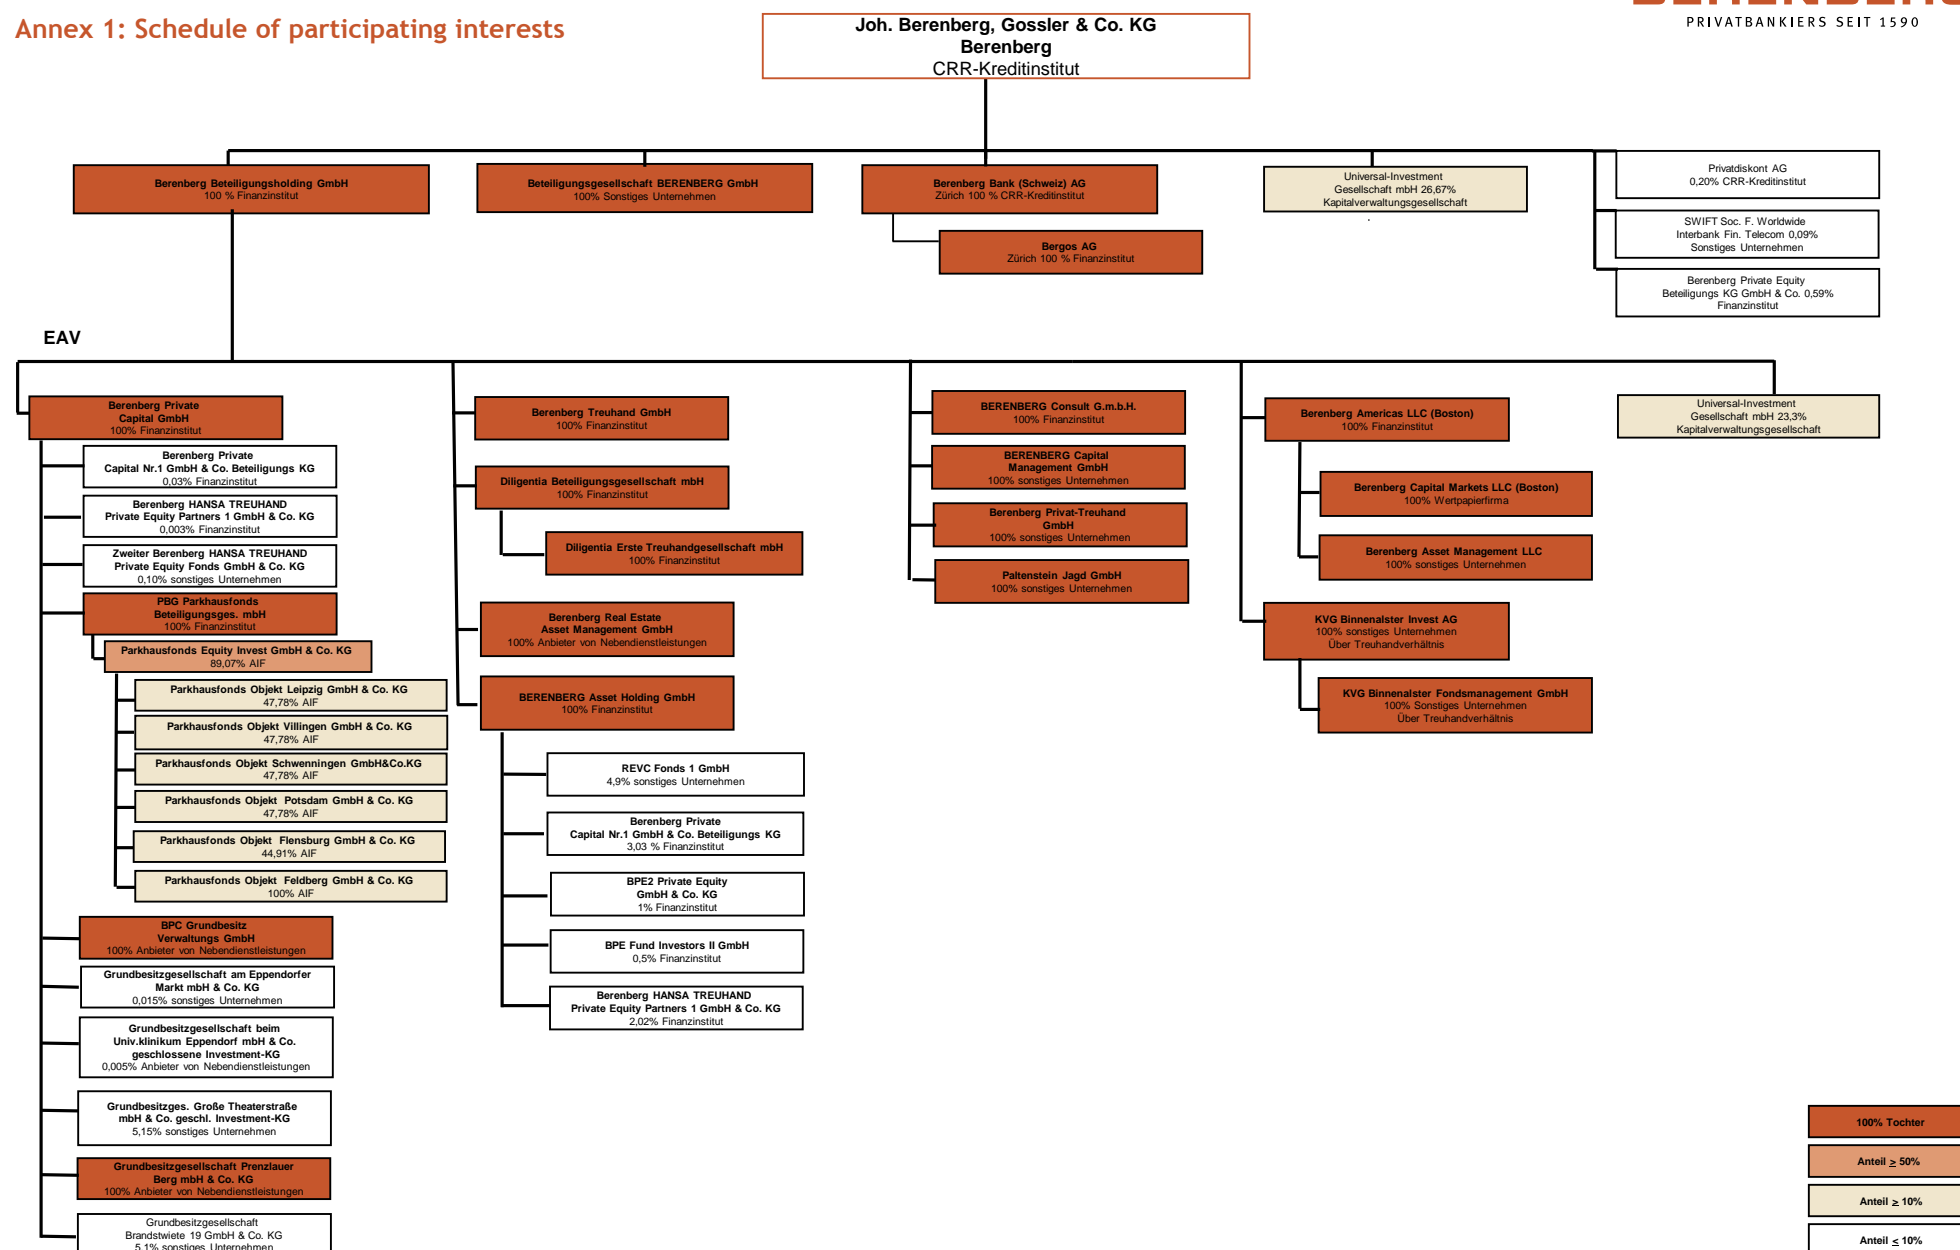 Annex 1: Schedule of participating interests
PRIVATBANKIERS SEIT 1590
Joh. Berenberg, Gossler & Co. KG
Berenberg
CRR-Kreditinstitut
Berenberg Beteiligungsholding GmbH
100 % Finanzinstitut
Beteiligungsgesellschaft BERENBERG GmbH
100% Sonstiges Unternehmen
Berenberg Bank (Schweiz) AG
Zürich 100 % CRR-Kreditinstitut
Bergos AG
Zürich 100 % Finanzinstitut
Universal-Investment
Gesellschaft mbH 26,67%
Kapitalverwaltungsgesellschaft
.
Privatdiskont AG
0,20% CRR-Kreditinstitut
SWIFT Soc. F. Worldwide
Interbank Fin. Telecom 0,09%
Sonstiges Unternehmen
Berenberg Private Equity
Beteiligungs KG GmbH & Co. 0,59%
Finanzinstitut
EAV
Berenberg Private
Capital GmbH
100% Finanzinstitut
Berenberg Private
Capital Nr.1 GmbH & Co. Beteiligungs KG
0,03% Finanzinstitut
Berenberg HANSA TREUHAND
Private Equity Partners 1 GmbH & Co. KG
0,003% Finanzinstitut
Zweiter Berenberg HANSA TREUHAND
Private Equity Fonds GmbH & Co. KG
0,10% sonstiges Unternehmen
PBG Parkhausfonds
Beteiligungsges. mbH
100% Finanzinstitut
Parkhausfonds Equity Invest GmbH & Co. KG
89,07% AIF
Parkhausfonds Objekt Leipzig GmbH & Co. KG
47,78% AIF
Parkhausfonds Objekt Villingen GmbH & Co. KG
47,78% AIF
Parkhausfonds Objekt Schwenningen GmbH&Co.KG
47,78% AIF
Parkhausfonds Objekt Potsdam GmbH & Co. KG
47,78% AIF
Parkhausfonds Objekt Flensburg GmbH & Co. KG
44,91% AIF
Parkhausfonds Objekt Feldberg GmbH & Co. KG
100% AIF
BPC Grundbesitz
Verwaltungs GmbH
100% Anbieter von Nebendienstleistungen
Grundbesitzgesellschaft am Eppendorfer
Markt mbH & Co. KG
0,015% sonstiges Unternehmen
Grundbesitzgesellschaft beim
Univ.klinikum Eppendorf mbH & Co.
geschlossene Investment-KG
0,005% Anbieter von Nebendienstleistungen
Grundbesitzges. Große Theaterstraße
mbH & Co. geschl. Investment-KG
5,15% sonstiges Unternehmen
Grundbesitzgesellschaft Prenzlauer
Berg mbH & Co. KG
100% Anbieter von Nebendienstleistungen
Grundbesitzgesellschaft
Brandstwiete 19 GmbH & Co. KG
5,1% sonstiges Unternehmen
Berenberg Treuhand GmbH
100% Finanzinstitut
Diligentia Beteiligungsgesellschaft mbH
100% Finanzinstitut
Diligentia Erste Treuhandgesellschaft mbH
100% Finanzinstitut
Berenberg Real Estate
Asset Management GmbH
100% Anbieter von Nebendienstleistungen
BERENBERG Asset Holding GmbH
100% Finanzinstitut
REVC Fonds 1 GmbH
4,9% sonstiges Unternehmen
Berenberg Private
Capital Nr.1 GmbH & Co. Beteiligungs KG
3,03 % Finanzinstitut
BPE2 Private Equity
GmbH & Co. KG
1% Finanzinstitut
BPE Fund Investors II GmbH
0,5% Finanzinstitut
Berenberg HANSA TREUHAND
Private Equity Partners 1 GmbH & Co. KG
2,02% Finanzinstitut
BERENBERG Consult G.m.b.H.
100% Finanzinstitut
BERENBERG Capital
Management GmbH
100% sonstiges Unternehmen
Berenberg Privat-Treuhand
GmbH
100% sonstiges Unternehmen
Paltenstein Jagd GmbH
100% sonstiges Unternehmen
Berenberg Americas LLC (Boston)
100% Finanzinstitut
Berenberg Capital Markets LLC (Boston)
100% Wertpapierfirma
Berenberg Asset Management LLC
100% sonstiges Unternehmen
KVG Binnenalster Invest AG
100% sonstiges Unternehmen
Über Treuhandverhältnis
KVG Binnenalster Fondsmanagement GmbH
100% Sonstiges Unternehmen
Über Treuhandverhältnis
Universal-Investment
Gesellschaft mbH 23,3%
Kapitalverwaltungsgesellschaft
100% Tochter
Anteil ≥ 50%
Anteil ≥ 10%
Anteil ≤ 10%